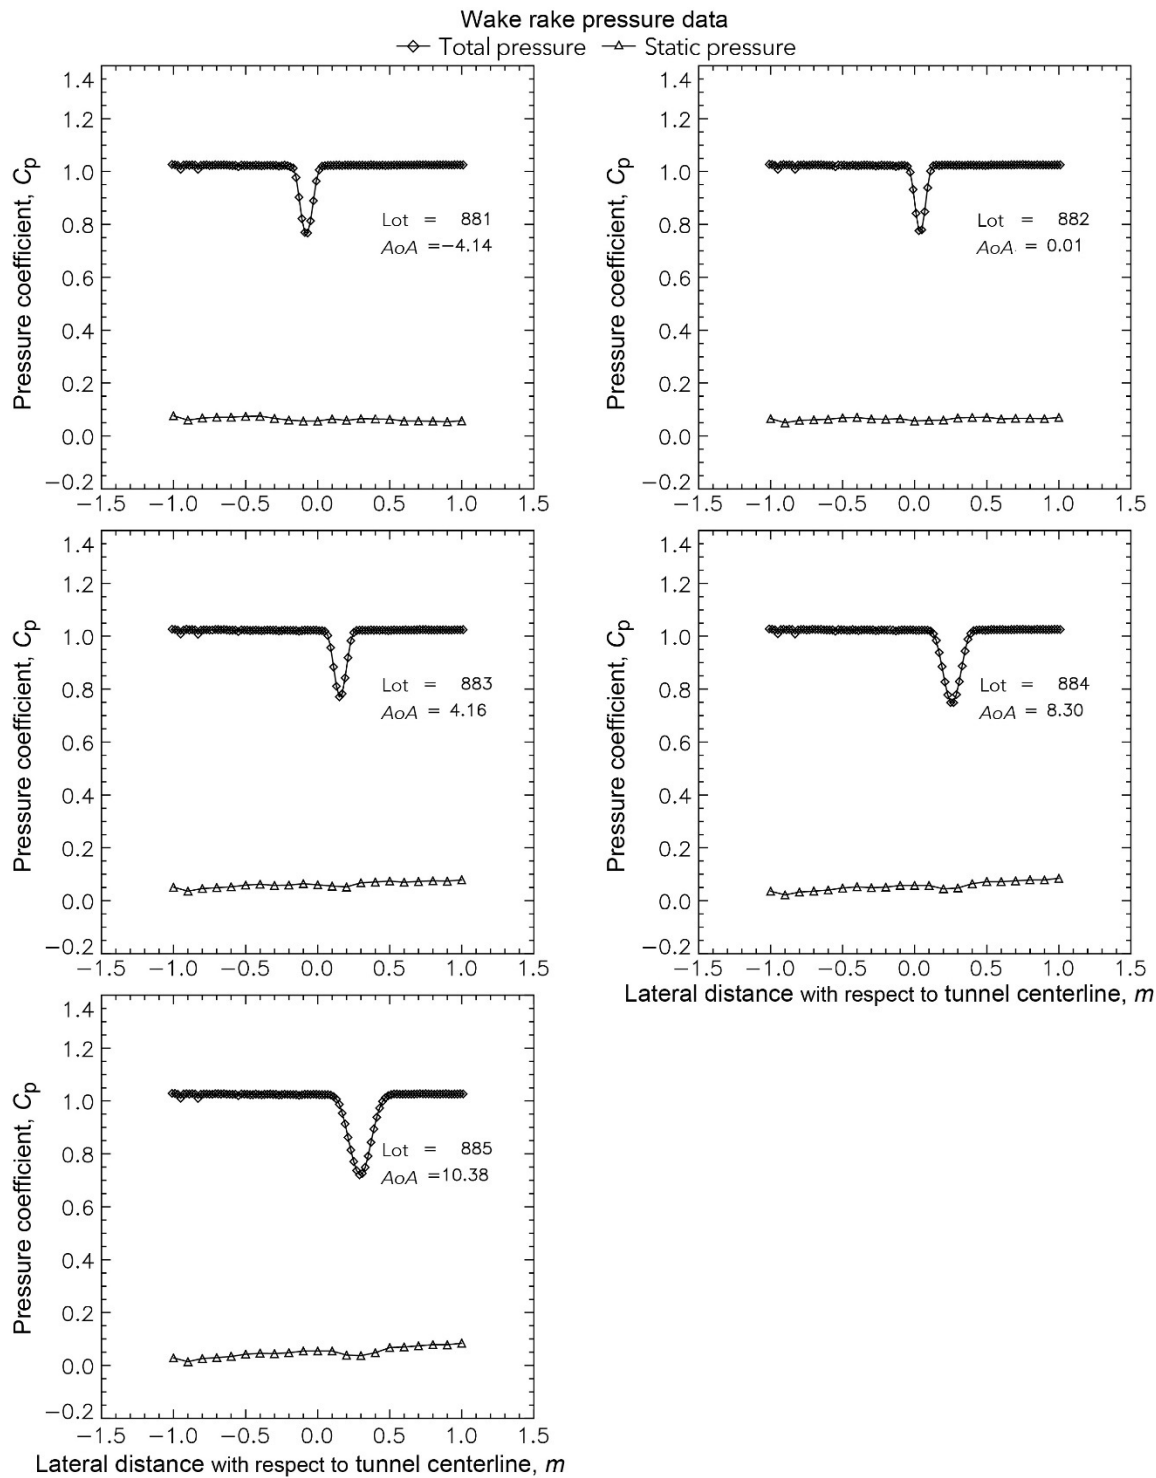 Wake rake pressure data
Total pressure Static pressure
Pressure coefficient, Cp
1.4
1.2
1.0
0.8
0.6
0.4
0.2
0.0
−0.2
Lot = 881
AoA =−4.14
−1.5 −1.0 −0.5 0.0 0.5 1.0 1.5
Pressure coefficient, Cp
1.4
1.2
1.0
0.8
0.6
0.4
0.2
0.0
−0.2
Lot = 882
AoA. = 0.01
−1.5 −1.0 −0.5 0.0 0.5 1.0 1.5
Pressure coefficient, Cp
1.4
1.2
1.0
0.8
0.6
0.4
0.2
0.0
−0.2
Lot = 883
AoA = 4.16
−1.5 −1.0 −0.5 0.0 0.5 1.0 1.5
Pressure coefficient, Cp
1.4
1.2
1.0
0.8
0.6
0.4
0.2
0.0
−0.2
Lot = 884
AoA = 8.30
−1.5 −1.0 −0.5 0.0 0.5 1.0 1.5
Lateral distance with respect to tunnel centerline, m
Pressure coefficient, Cp
1.4
1.2
1.0
0.8
0.6
0.4
0.2
0.0
−0.2
Lot = 885
AoA =10.38
−1.5 −1.0 −0.5 0.0 0.5 1.0 1.5
Lateral distance with respect to tunnel centerline, m